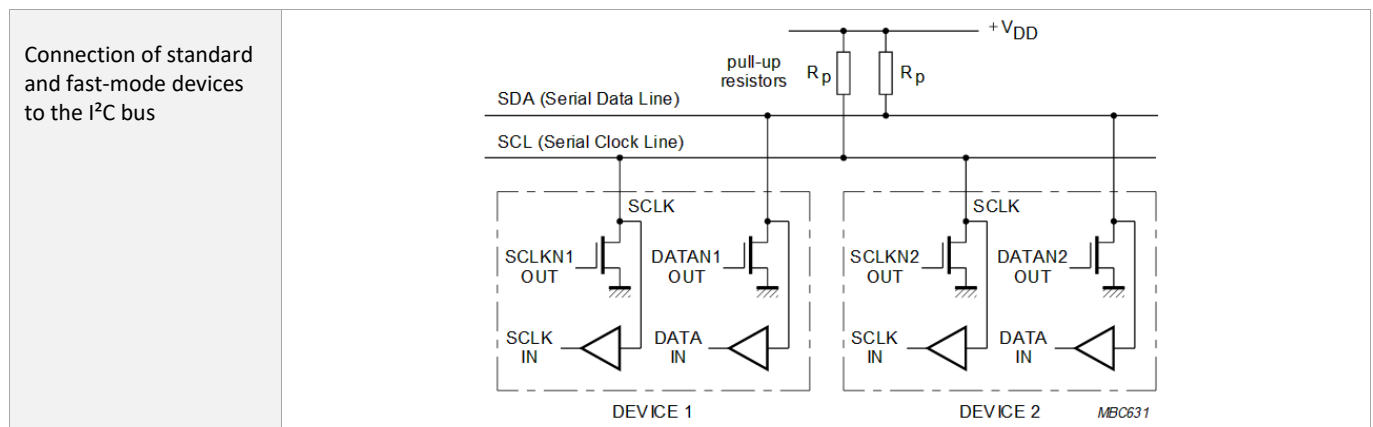 Connection of standard
and fast-mode devices
to the I²C bus
+VDD
pull-up
resistors
Rp
Rp
SDA (Serial Data Line)
SCL (Serial Clock Line)
SCLK
SCLK
SCLKN1
OUT
DATAN1
OUT
SCLKN2
OUT
DATAN2
OUT
SCLK
IN
DATA
IN
SCLK
IN
DATA
IN
DEVICE 1
DEVICE 2
MBC631